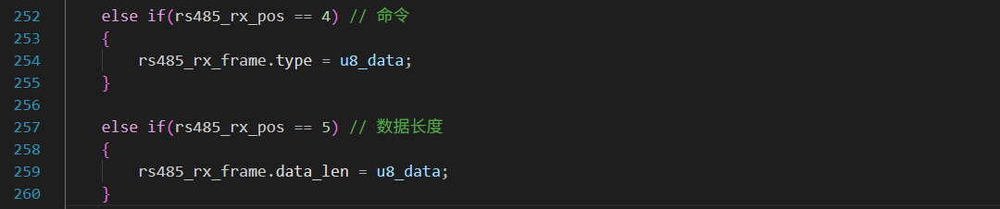 252 else if(rs485_rx_pos == 4) // 命令
253 {
254 rs485_rx_frame.type = u8_data;
255 }
256
257 else if(rs485_rx_pos == 5) // 数据长度
258 {
259 rs485_rx_frame.data_len = u8_data;
260 }